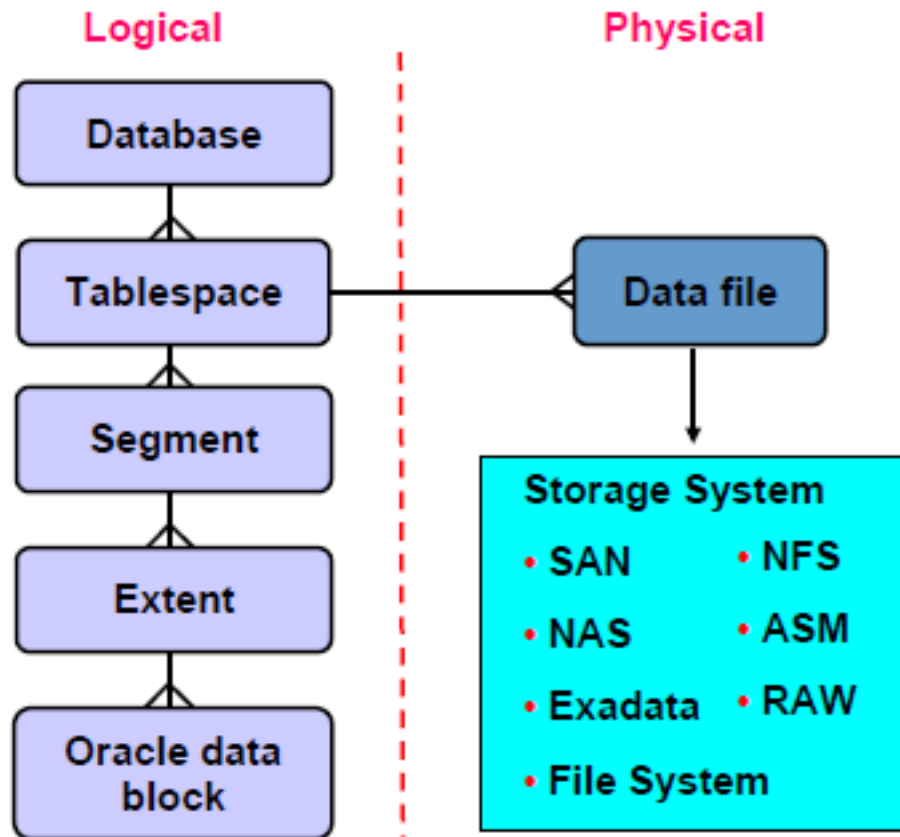 Logical
Physical
Database
Tablespace
Data file
Segment
Extent
Oracle data
block
Storage System
• SAN
• NFS
• NAS
• ASM
• Exadata
• RAW
• File System